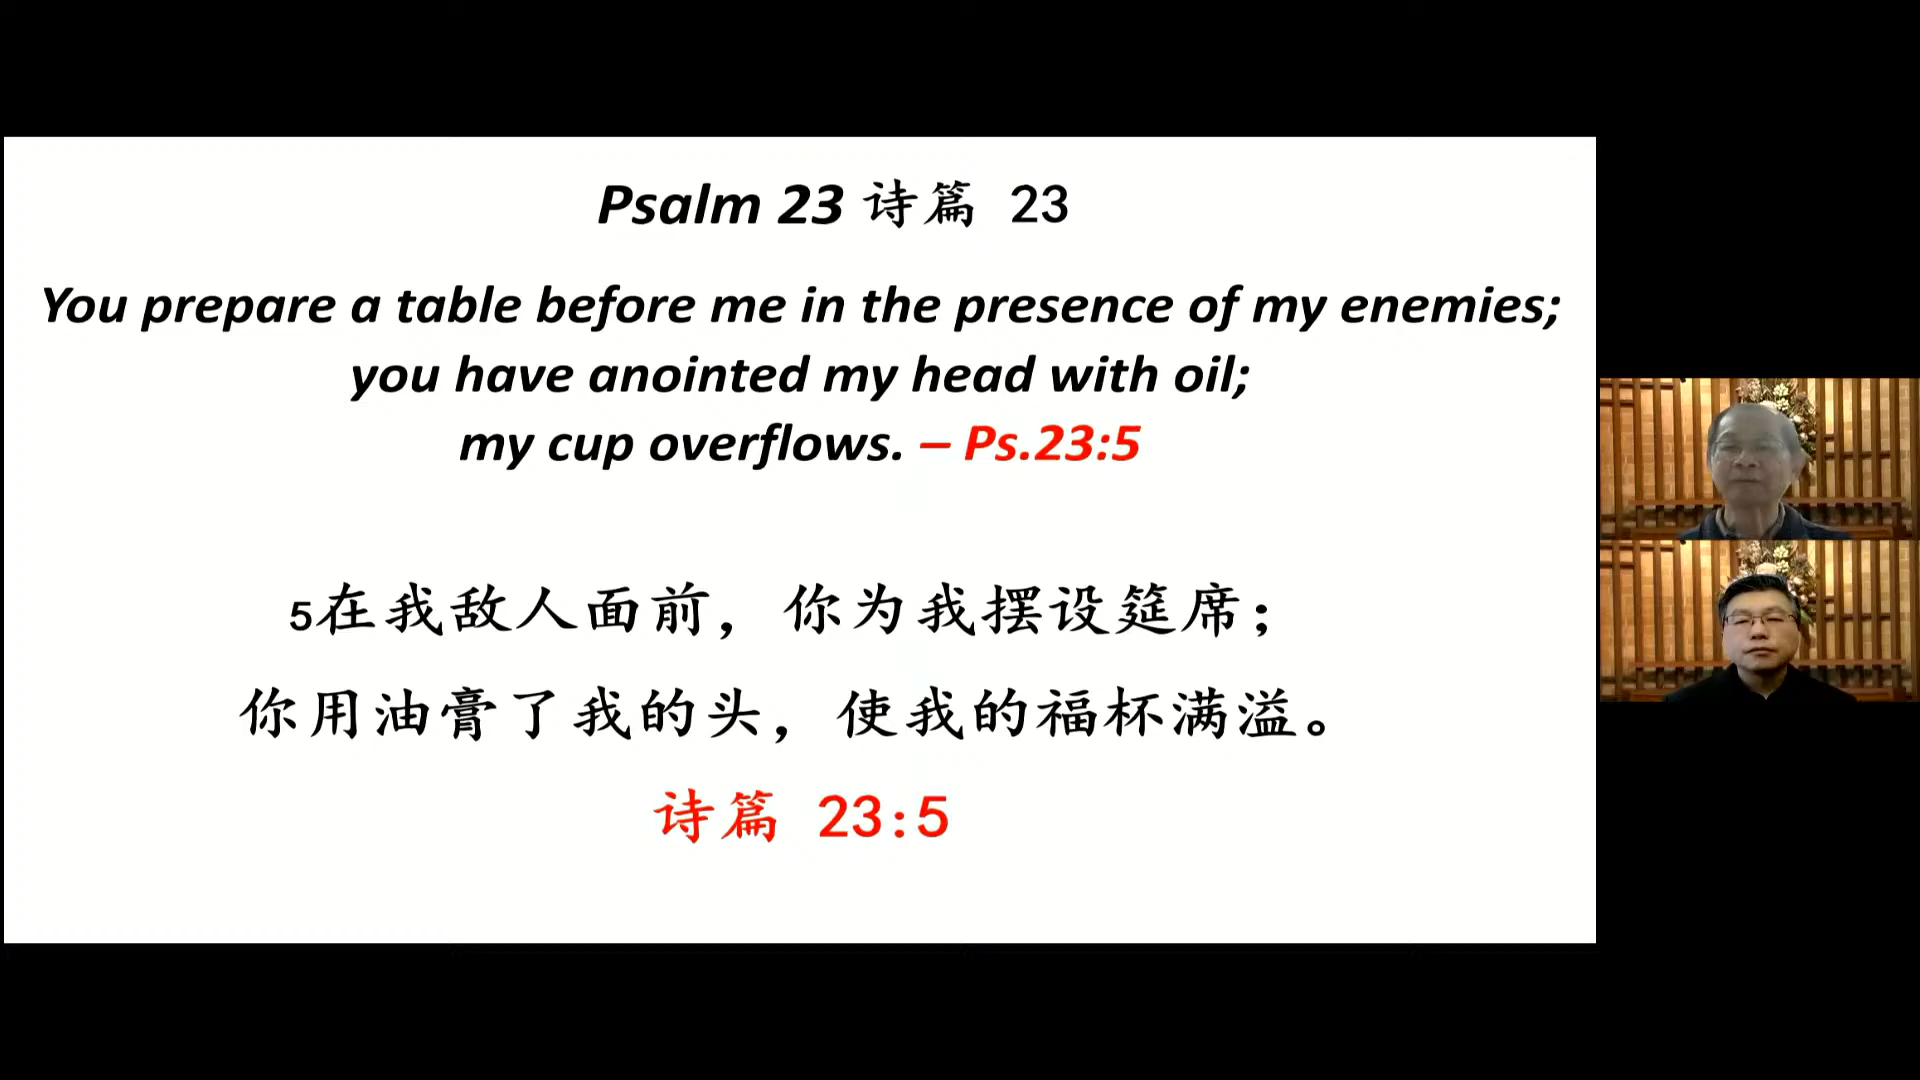 Psalm 23 诗篇 23
You prepare a table before me in the presence of my enemies;
you have anointed my head with oil;
my cup overflows. – Ps.23:5
5在我敌人面前，你为我摆设筵席；
你用油膏了我的头，使我的福杯满溢。
诗篇 23:5